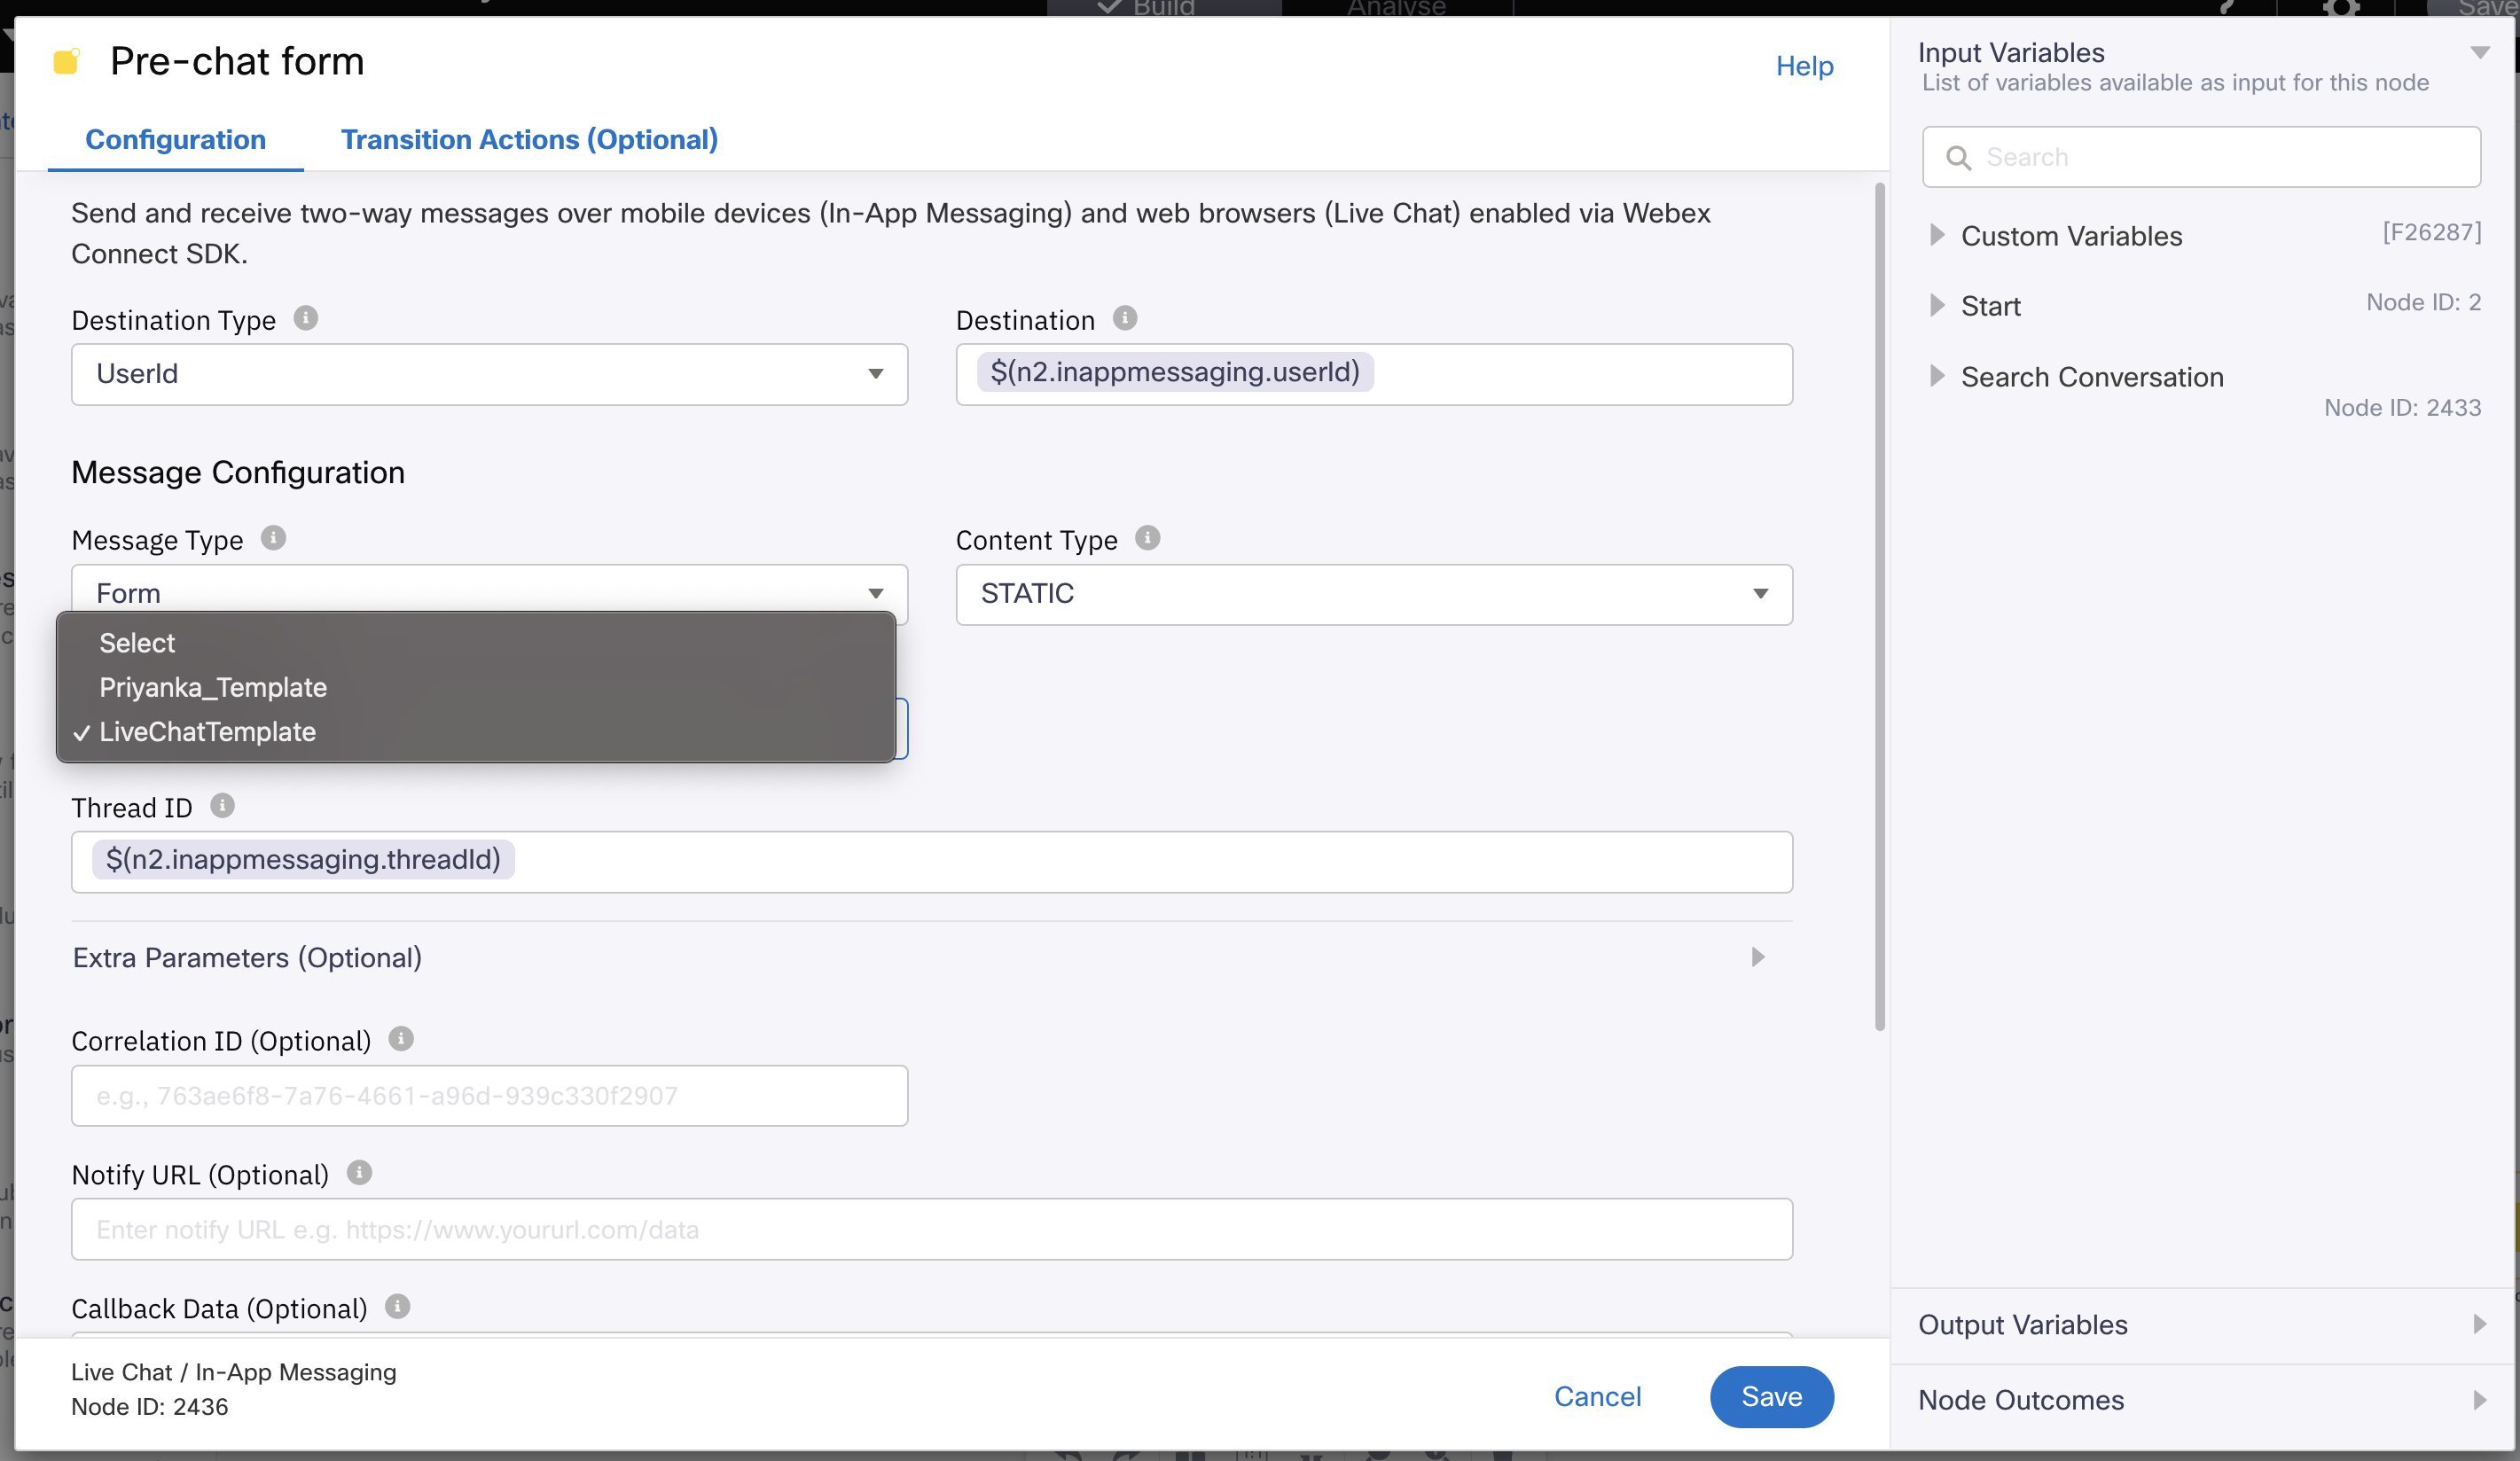 Build
Analyse
Save
Pre-chat form
Help
Configuration
Transition Actions (Optional)
Send and receive two-way messages over mobile devices (In-App Messaging) and web browsers (Live Chat) enabled via Webex
Connect SDK.
Destination Type
Destination
UserId
$(n2.inappmessaging.userId)
Message Configuration
Message Type
Content Type
Form
STATIC
Select
Priyanka_Template
✓ LiveChatTemplate
Thread ID
$(n2.inappmessaging.threadId)
Extra Parameters (Optional)
Correlation ID (Optional)
e.g., 763ae6f8-7a76-4661-a96d-939c330f2907
Notify URL (Optional)
Enter notify URL e.g. https://www.yoururl.com/data
Callback Data (Optional)
Live Chat / In-App Messaging
Node ID: 2436
Cancel
Save
Input Variables
List of variables available as input for this node
Search
Custom Variables
[F26287]
Start
Node ID: 2
Search Conversation
Node ID: 2433
Output Variables
Node Outcomes